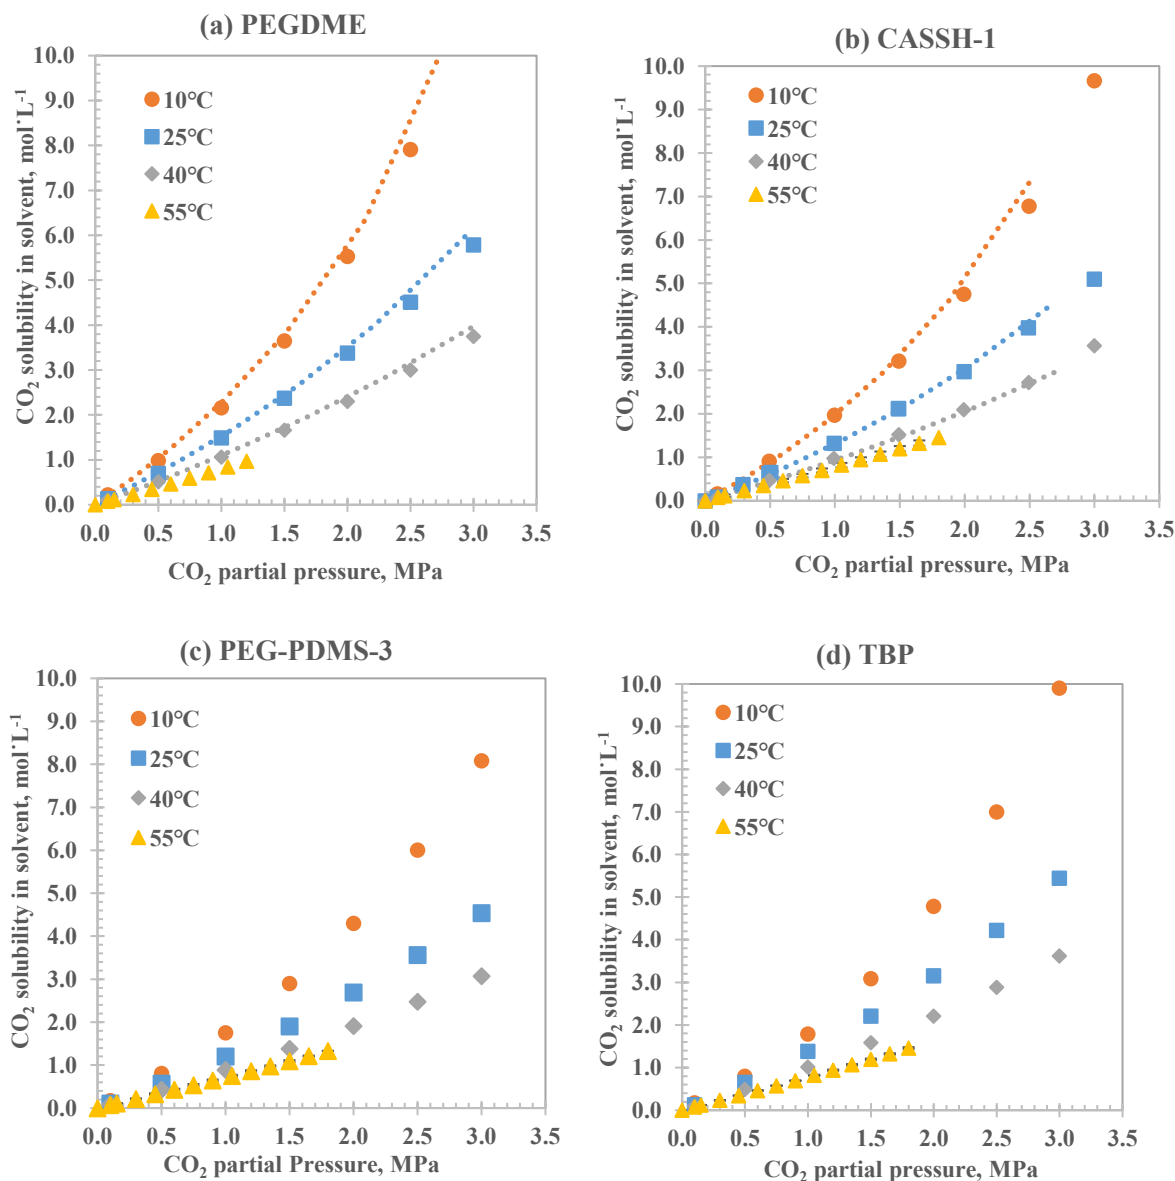 (a) PEGDME
CO₂ solubility in solvent, mol˙L⁻¹
10.0
9.0
8.0
7.0
6.0
5.0
4.0
3.0
2.0
1.0
0.0
10°C
25°C
40°C
55°C
0.0 0.5 1.0 1.5 2.0 2.5 3.0 3.5
CO₂ partial pressure, MPa
(b) CASSH-1
CO₂ solubility in solvent, mol˙L⁻¹
10.0
9.0
8.0
7.0
6.0
5.0
4.0
3.0
2.0
1.0
0.0
10°C
25°C
40°C
55°C
0.0 0.5 1.0 1.5 2.0 2.5 3.0 3.5
CO₂ partial pressure, MPa
(c) PEG-PDMS-3
CO₂ solubility in solvent, mol˙L⁻¹
10.0
9.0
8.0
7.0
6.0
5.0
4.0
3.0
2.0
1.0
0.0
10°C
25°C
40°C
55°C
0.0 0.5 1.0 1.5 2.0 2.5 3.0 3.5
CO₂ partial Pressure, MPa
(d) TBP
CO₂ solubility in solvent, mol˙L⁻¹
10.0
9.0
8.0
7.0
6.0
5.0
4.0
3.0
2.0
1.0
0.0
10°C
25°C
40°C
55°C
0.0 0.5 1.0 1.5 2.0 2.5 3.0 3.5
CO₂ partial pressure, MPa